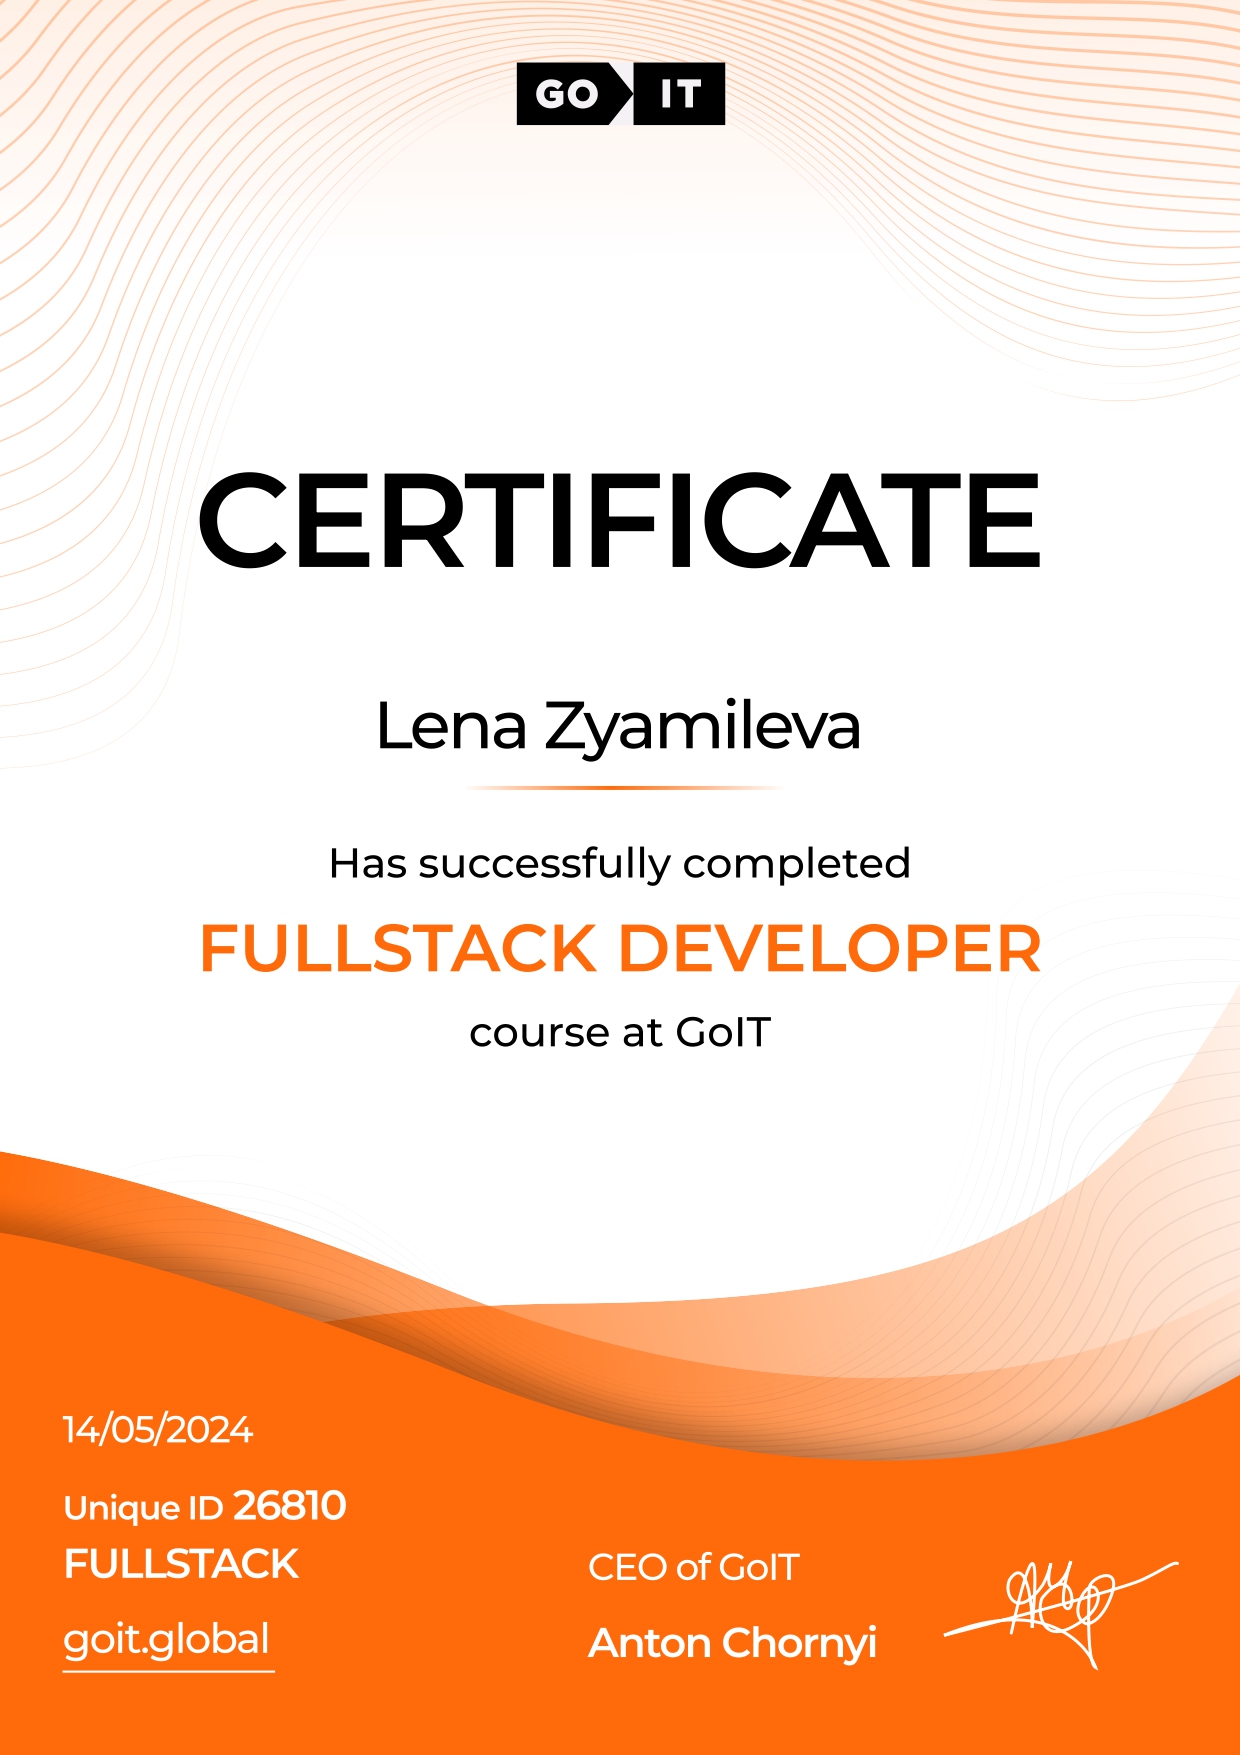 GO IT
CERTIFICATE
Lena Zyamileva
Has successfully completed
FULLSTACK DEVELOPER
course at GoIT
14/05/2024
Unique ID 26810
FULLSTACK
goit.global
CEO of GoIT
Anton Chornyi